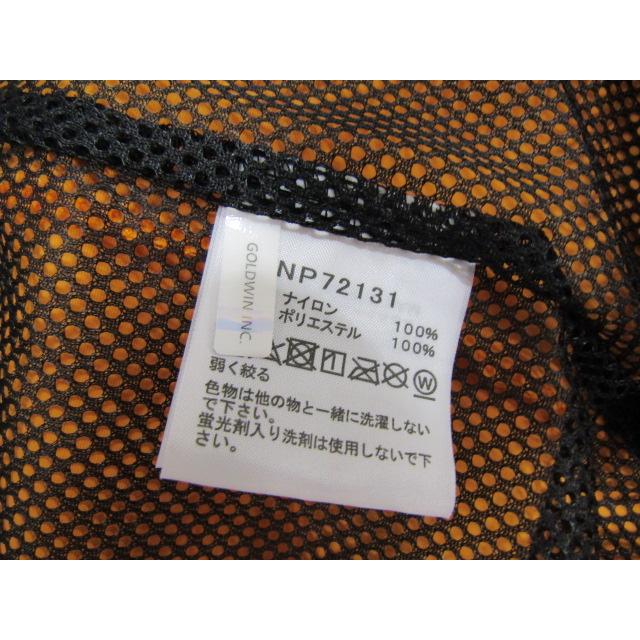 GOLDWIN INC.
NP72131
ナイロン 100%
ポリエステル 100%
W
弱く絞る
色物は他の物と一緒に洗濯しない
で下さい。
蛍光剤入り洗剤は使用しないで下
さい。